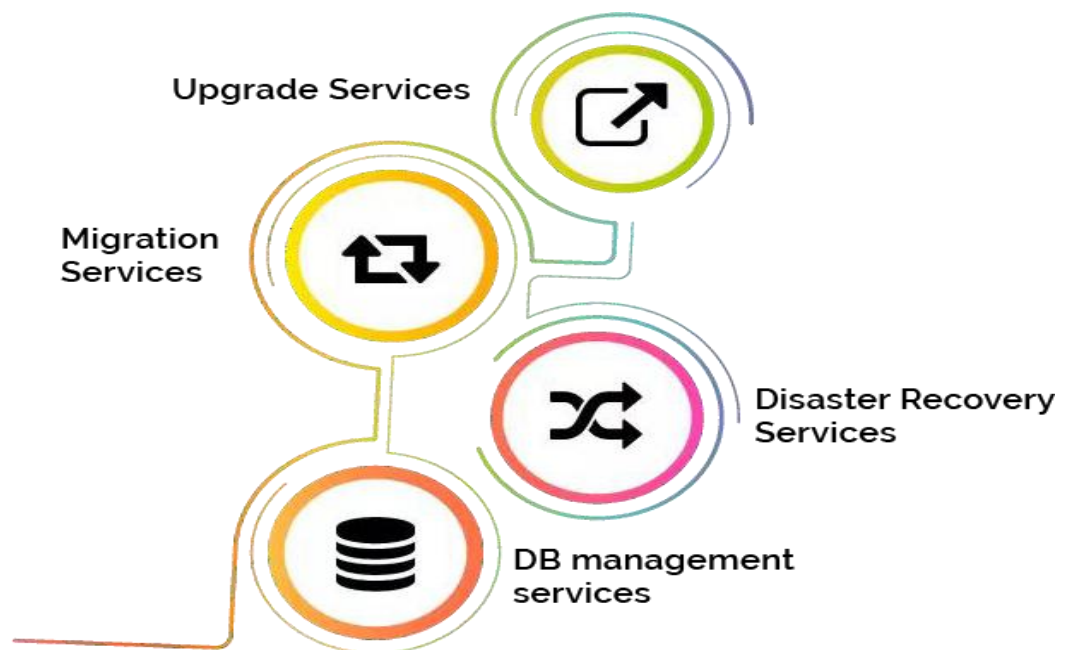 Upgrade Services
Migration
Services
Disaster Recovery
Services
DB management
services